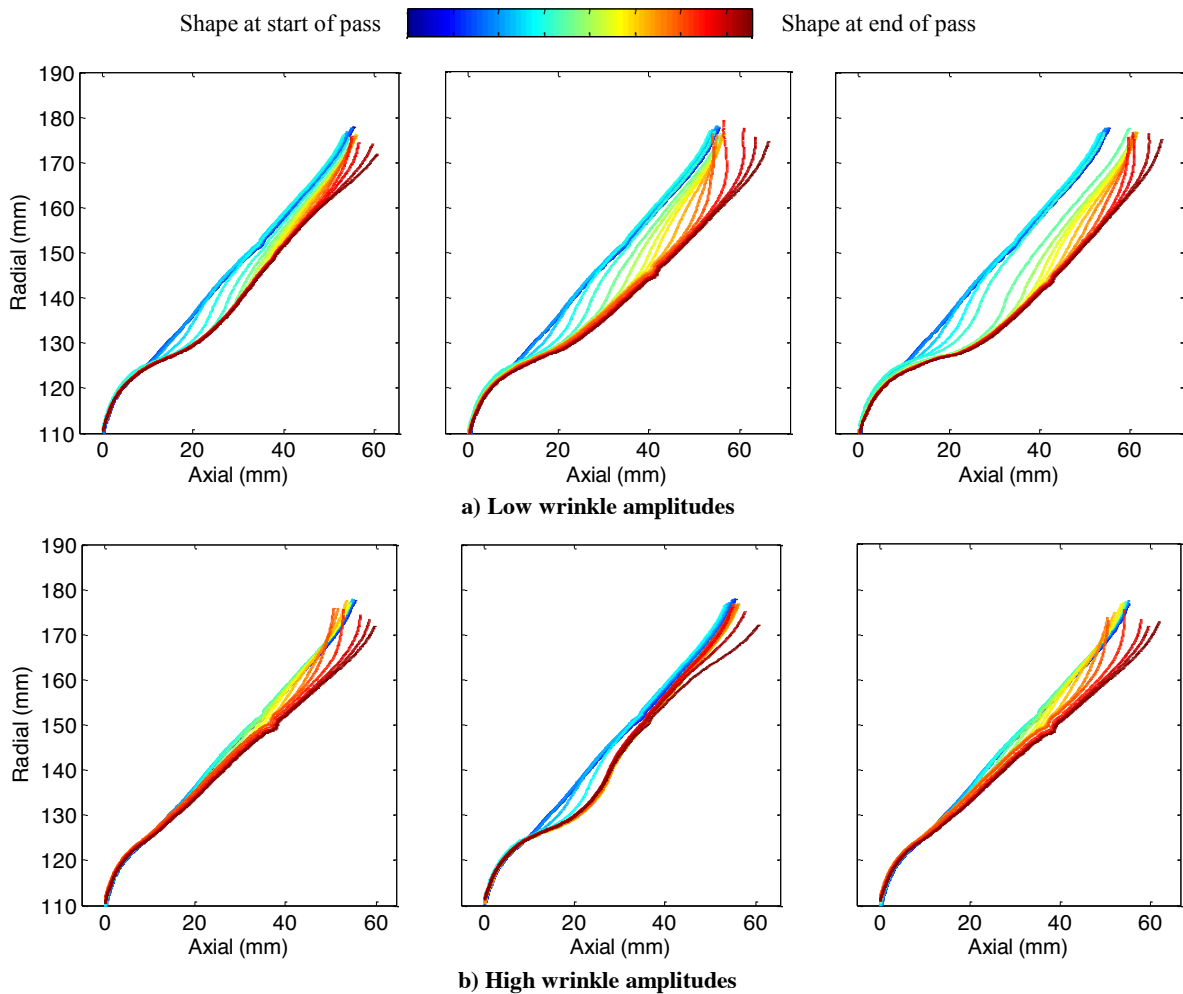 Shape at start of pass Shape at end of pass
190
180
170
160
150
140
130
120
110
Radial (mm)
0 20 40 60
Axial (mm)
0 20 40 60
Axial (mm)
0 20 40 60
Axial (mm)
a) Low wrinkle amplitudes
190
180
170
160
150
140
130
120
110
Radial (mm)
0 20 40 60
Axial (mm)
0 20 40 60
Axial (mm)
0 20 40 60
Axial (mm)
b) High wrinkle amplitudes